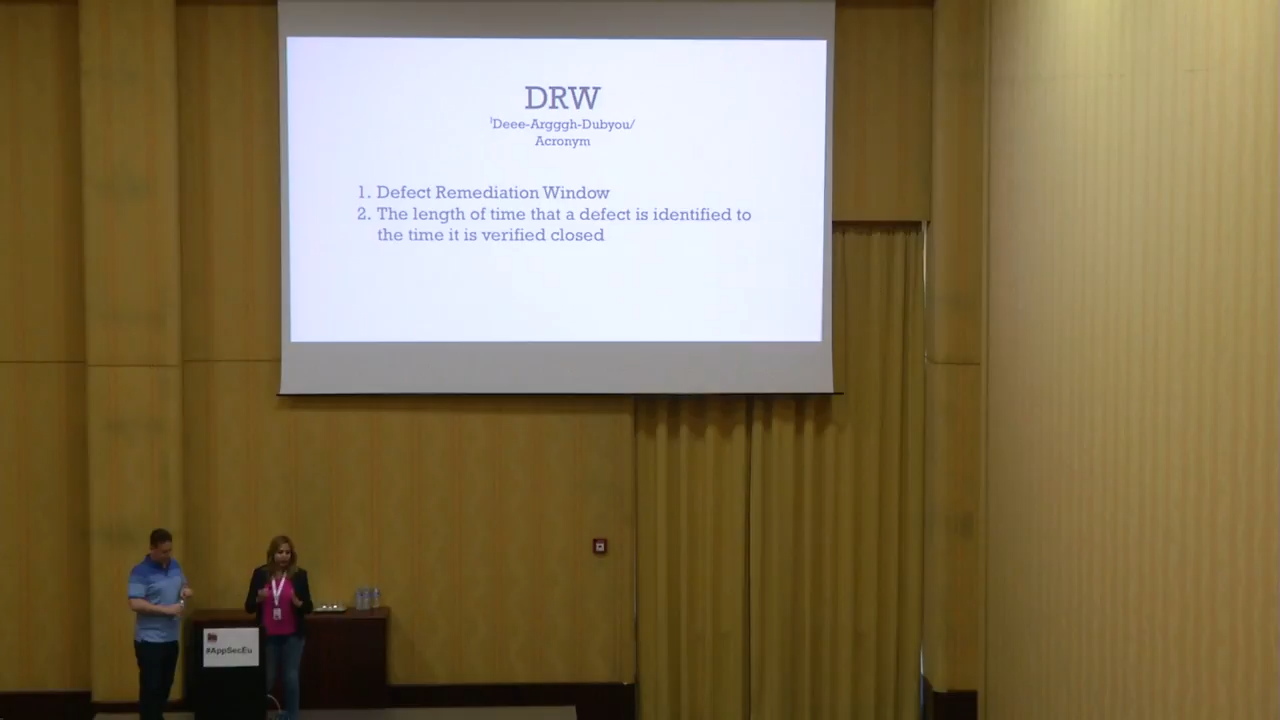 DRW
'Deee-Argggh-Dubyou/
Acronym
1. Defect Remediation Window
2. The length of time that a defect is identified to
the time it is verified closed
#AppSecEu